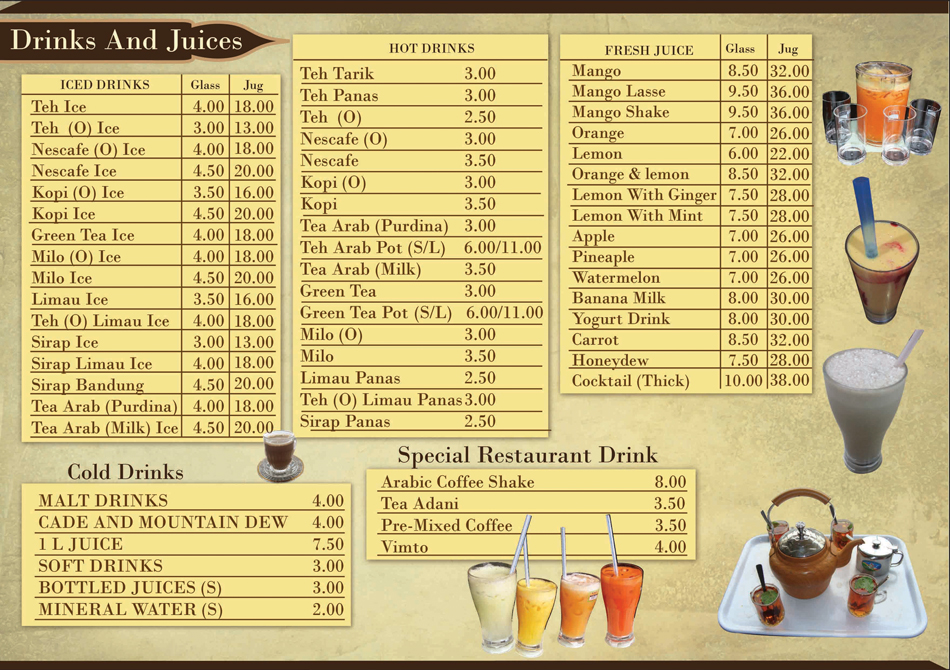 Drinks And Juices
ICED DRINKS Glass Jug
Teh Ice 4.00 18.00
Teh (O) Ice 3.00 13.00
Nescafe (O) Ice 4.00 18.00
Nescafe Ice 4.50 20.00
Kopi (O) Ice 3.50 16.00
Kopi Ice 4.50 20.00
Green Tea Ice 4.00 18.00
Milo (O) Ice 4.00 18.00
Milo Ice 4.50 20.00
Limau Ice 3.50 16.00
Teh (O) Limau Ice 4.00 18.00
Sirap Ice 3.00 13.00
Sirap Limau Ice 4.00 18.00
Sirap Bandung 4.50 20.00
Tea Arab (Purdina) 4.00 18.00
Tea Arab (Milk) Ice 4.50 20.00
HOT DRINKS
Teh Tarik 3.00
Teh Panas 3.00
Teh (O) 2.50
Nescafe (O) 3.00
Nescafe 3.50
Kopi (O) 3.00
Kopi 3.50
Tea Arab (Purdina) 3.00
Teh Arab Pot (S/L) 6.00/11.00
Tea Arab (Milk) 3.50
Green Tea 3.00
Green Tea Pot (S/L) 6.00/11.00
Milo (O) 3.00
Milo 3.50
Limau Panas 2.50
Teh (O) Limau Panas 3.00
Sirap Panas 2.50
FRESH JUICE Glass Jug
Mango 8.50 32.00
Mango Lasse 9.50 36.00
Mango Shake 9.50 36.00
Orange 7.00 26.00
Lemon 6.00 22.00
Orange & lemon 8.50 32.00
Lemon With Ginger 7.50 28.00
Lemon With Mint 7.50 28.00
Apple 7.00 26.00
Pineaple 7.00 26.00
Watermelon 7.00 26.00
Banana Milk 8.00 30.00
Yogurt Drink 8.00 30.00
Carrot 8.50 32.00
Honeydew 7.50 28.00
Cocktail (Thick) 10.00 38.00
Cold Drinks
MALT DRINKS 4.00
CADE AND MOUNTAIN DEW 4.00
1 L JUICE 7.50
SOFT DRINKS 3.00
BOTTLED JUICES (S) 3.00
MINERAL WATER (S) 2.00
Special Restaurant Drink
Arabic Coffee Shake 8.00
Tea Adani 3.50
Pre-Mixed Coffee 3.50
Vimto 4.00